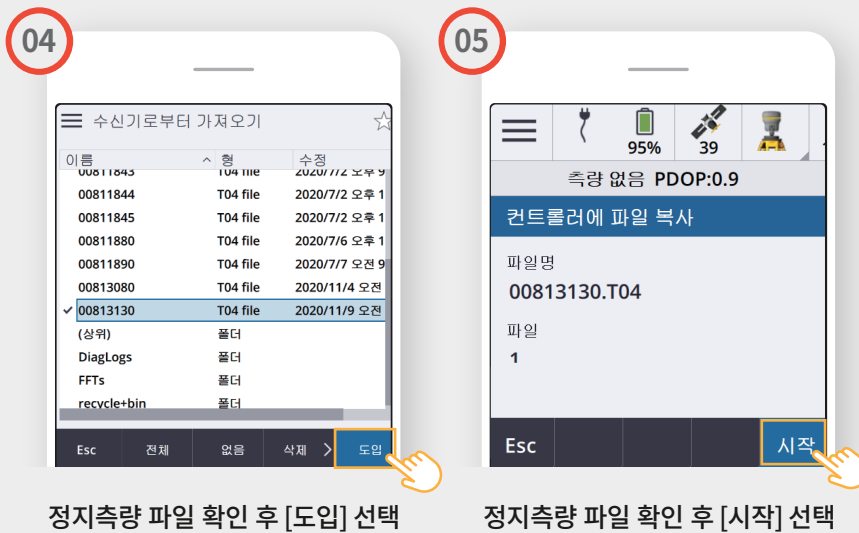 04
수신기로부터 가져오기
이름 형 수정
00811843 T04 file 2020/7/2 오후 9
00811844 T04 file 2020/7/2 오후 1
00811845 T04 file 2020/7/2 오후 1
00811880 T04 file 2020/7/6 오후 1
00811890 T04 file 2020/7/7 오전 9
00813080 T04 file 2020/11/4 오전
00813130 T04 file 2020/11/9 오전
(상위) 폴더
DiagLogs 폴더
FFTs 폴더
recycle+bin 폴더
Esc 전체 없음 삭제 > 도입
정지측량 파일 확인 후 [도입] 선택
05
95% 39
측량 없음 PDOP:0.9
컨트롤러에 파일 복사
파일명
00813130.T04
파일
1
Esc 시작
정지측량 파일 확인 후 [시작] 선택